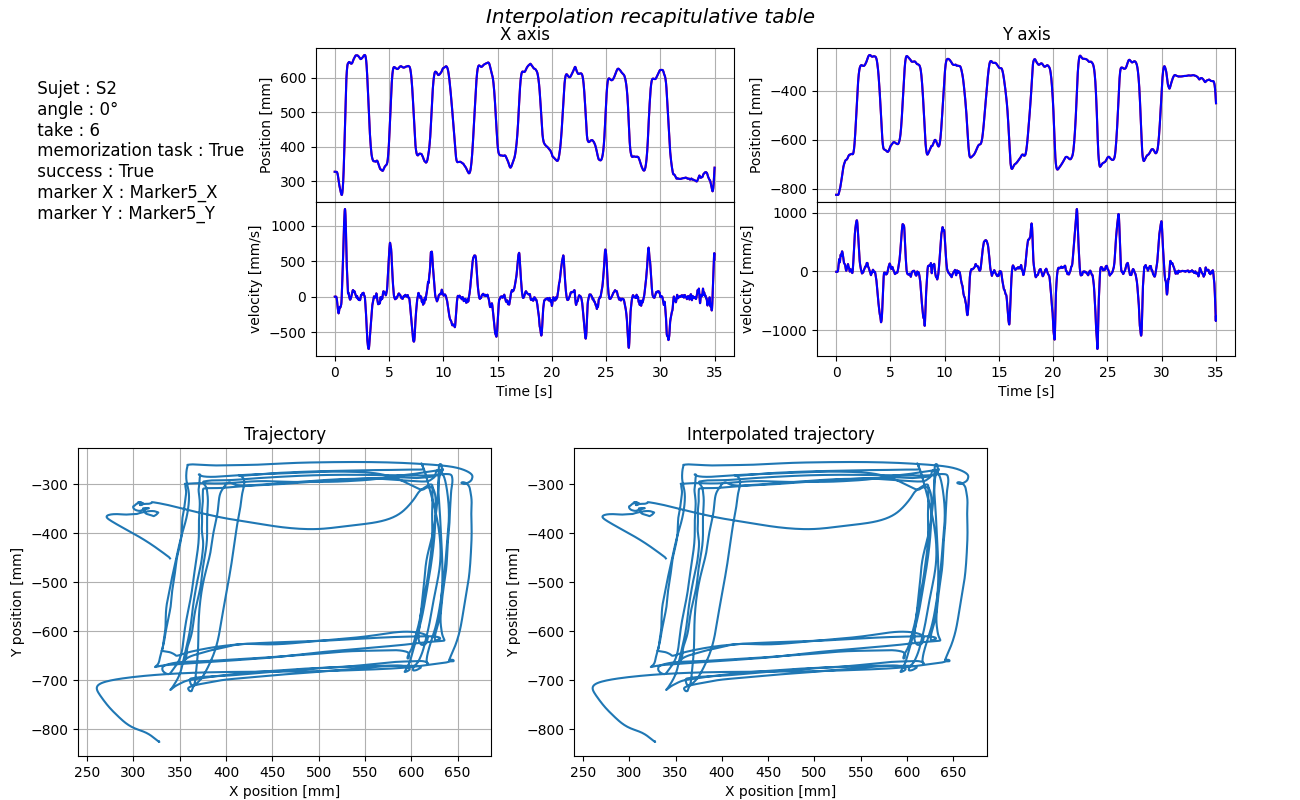 Interpolation recapitulative table
X axis
Y axis
Sujet : S2
angle : 0°
take : 6
memorization task : True
success : True
marker X : Marker5_X
marker Y : Marker5_Y
Position [mm]
600
500
400
300
velocity [mm/s]
1000
500
0
−500
0 5 10 15 20 25 30 35
Time [s]
Position [mm]
−400
−600
−800
velocity [mm/s]
1000
0
−1000
0 5 10 15 20 25 30 35
Time [s]
Trajectory
Y position [mm]
−300
−400
−500
−600
−700
−800
250 300 350 400 450 500 550 600 650
X position [mm]
Interpolated trajectory
Y position [mm]
−300
−400
−500
−600
−700
−800
250 300 350 400 450 500 550 600 650
X position [mm]